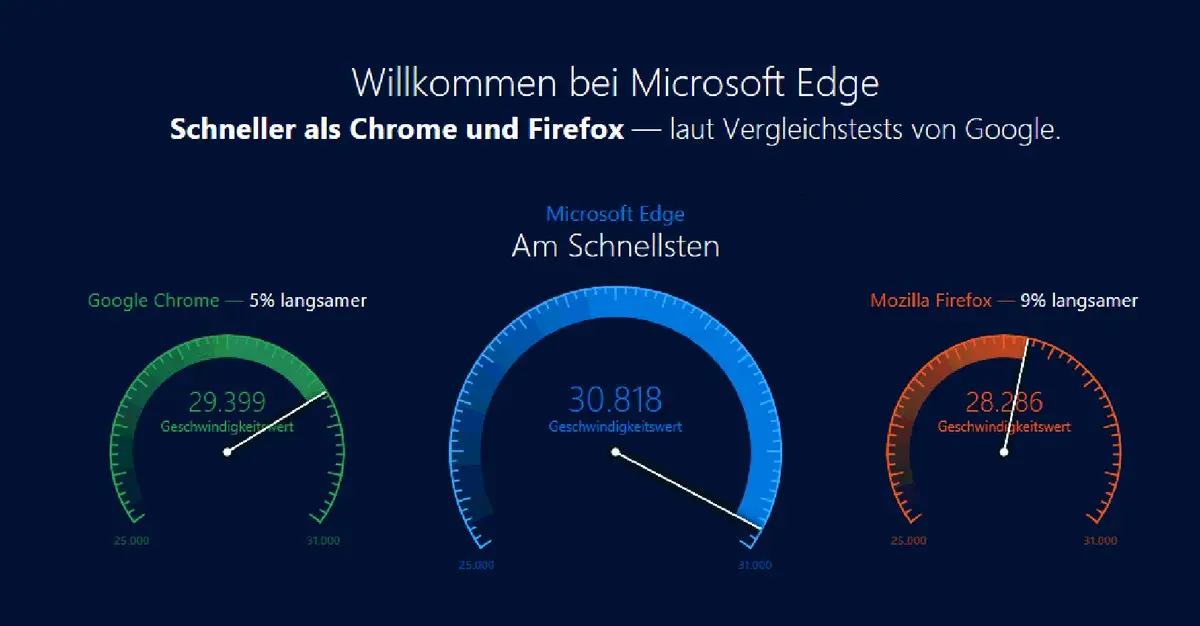 Willkommen bei Microsoft Edge
Schneller als Chrome und Firefox — laut Vergleichstests von Google.
Microsoft Edge
Am Schnellsten
Google Chrome — 5% langsamer
Mozilla Firefox — 9% langsamer
29.399
Geschwindigkeitswert
30.818
Geschwindigkeitswert
28.286
Geschwindigkeitswert
25.000
31.000
25.000
31.000
25.000
31.000